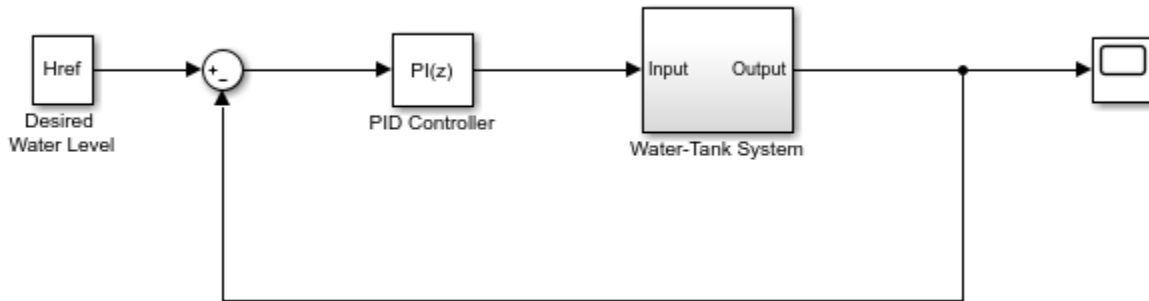 Href
Desired
Water Level
+
-
PI(z)
PID Controller
Input Output
Water-Tank System